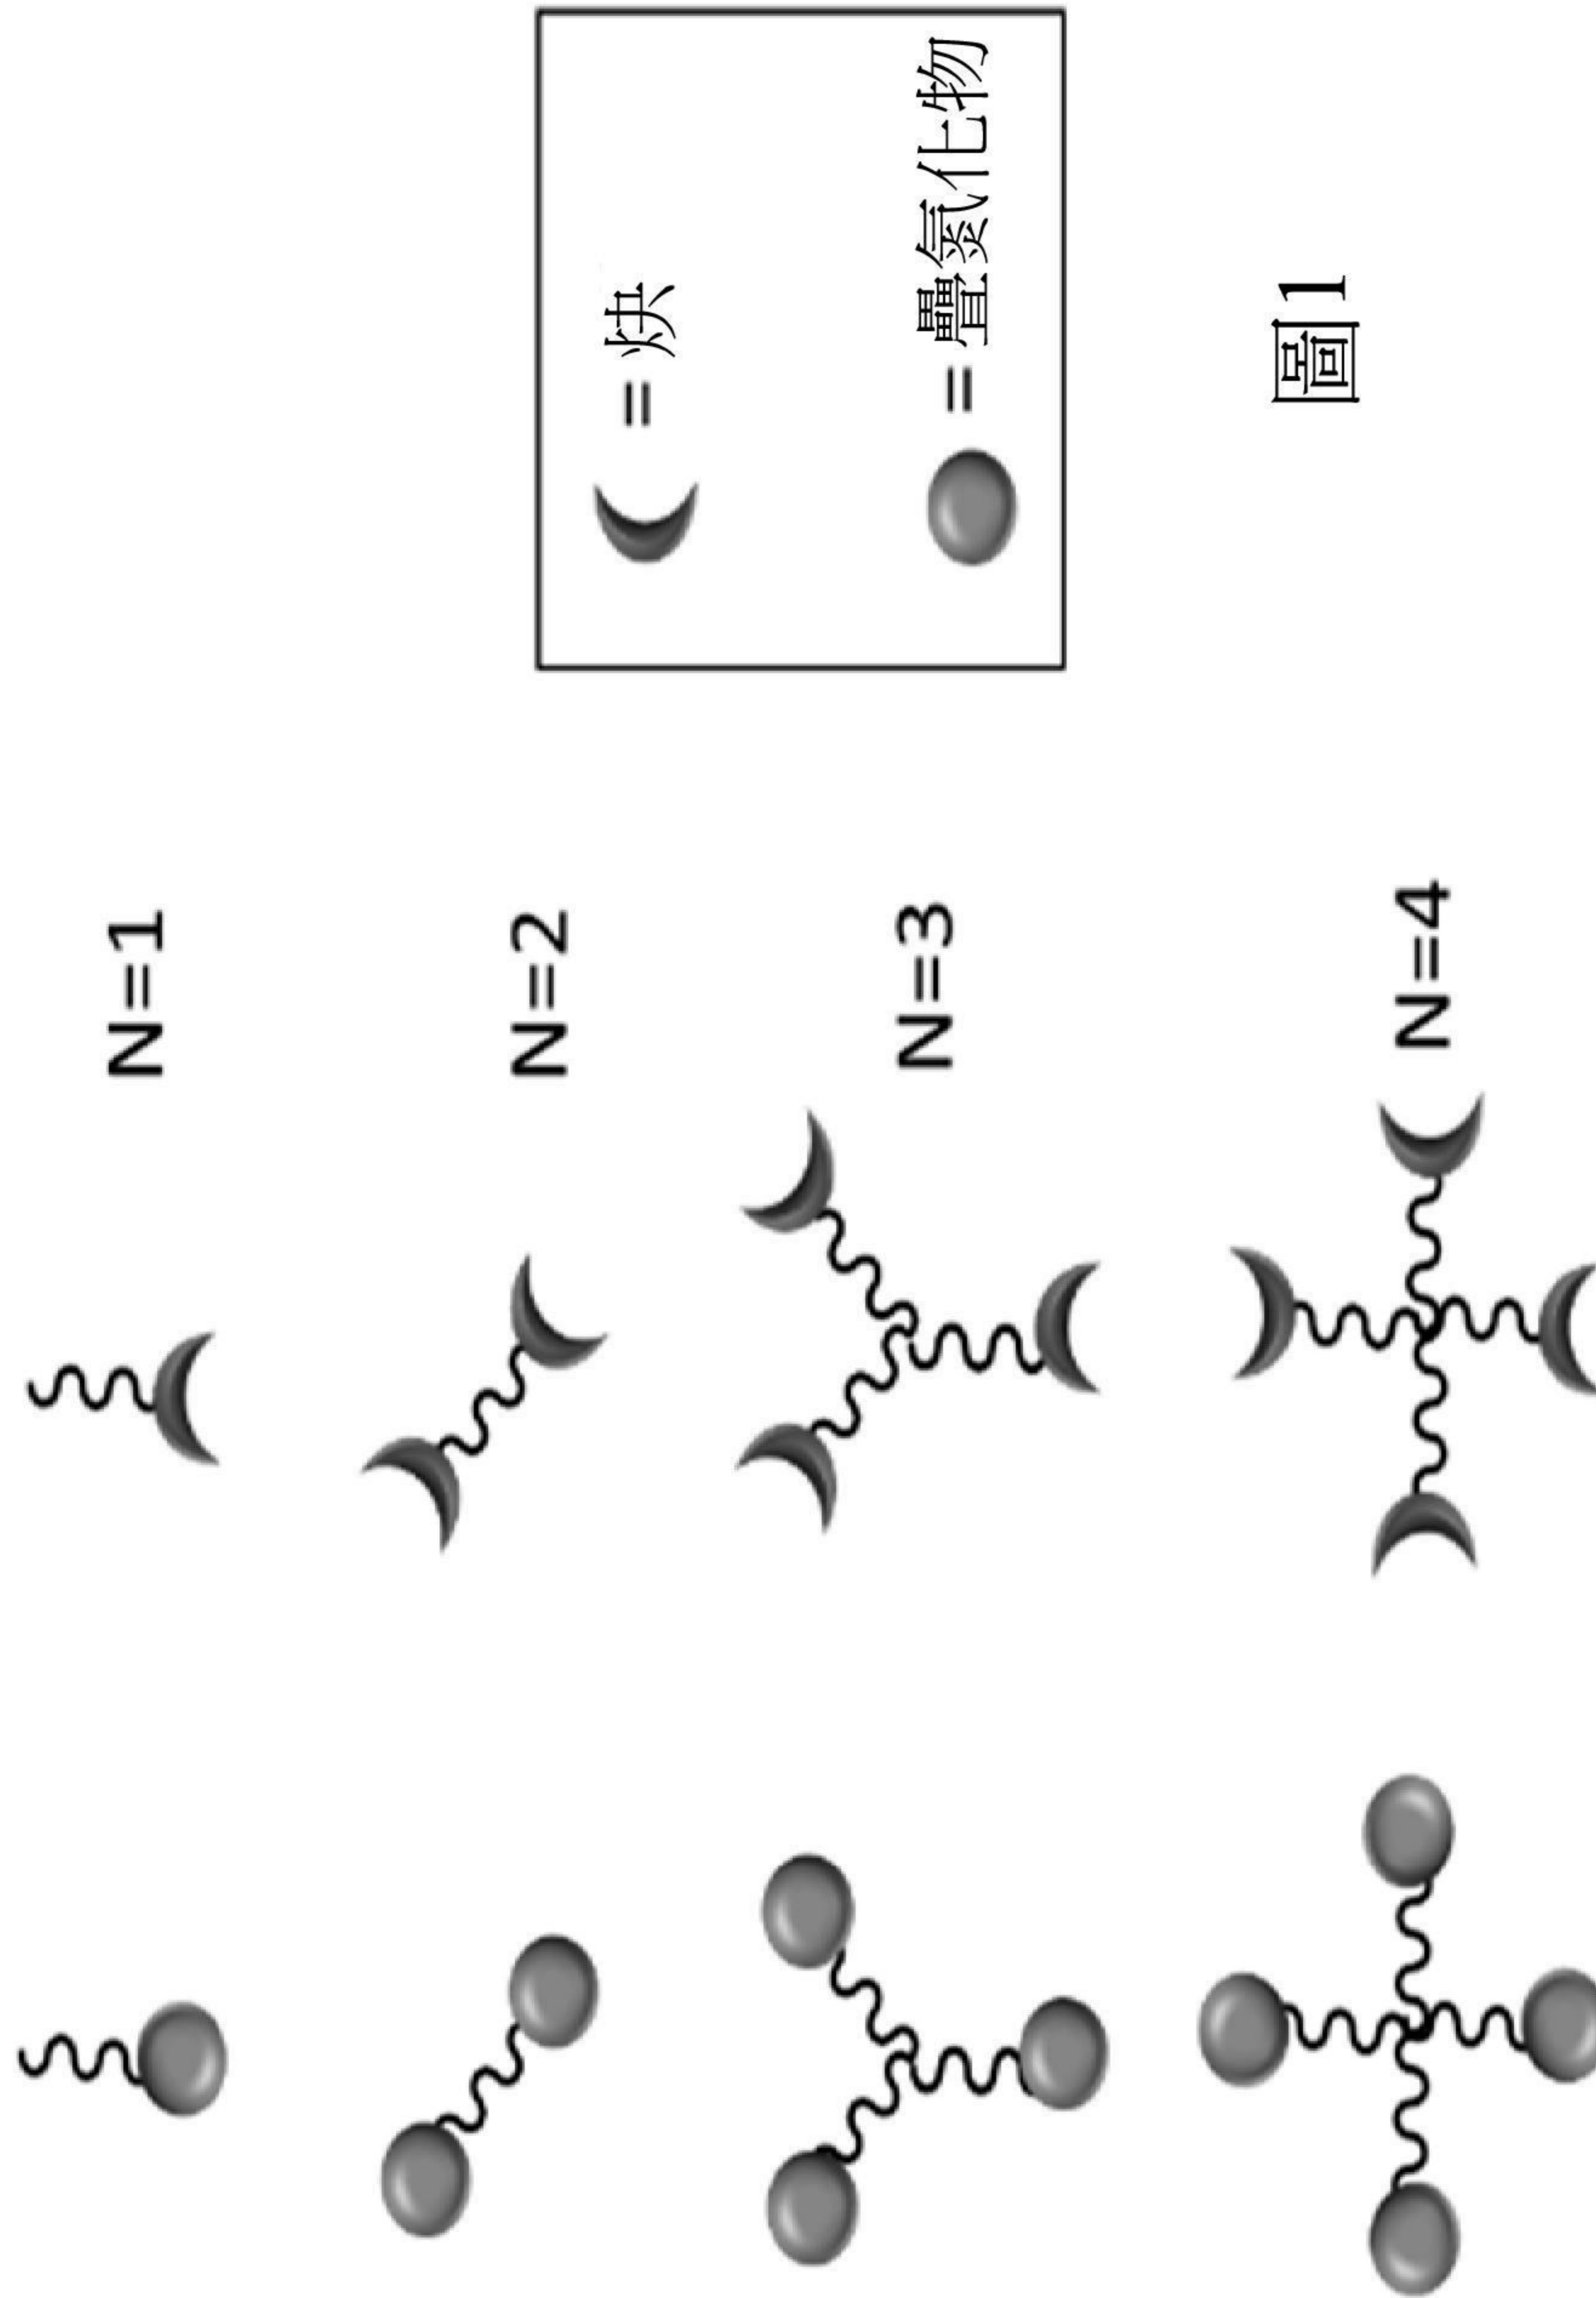 N=1
N=2
= 炔
N=3
= 疊氮化物
N=4
圖1